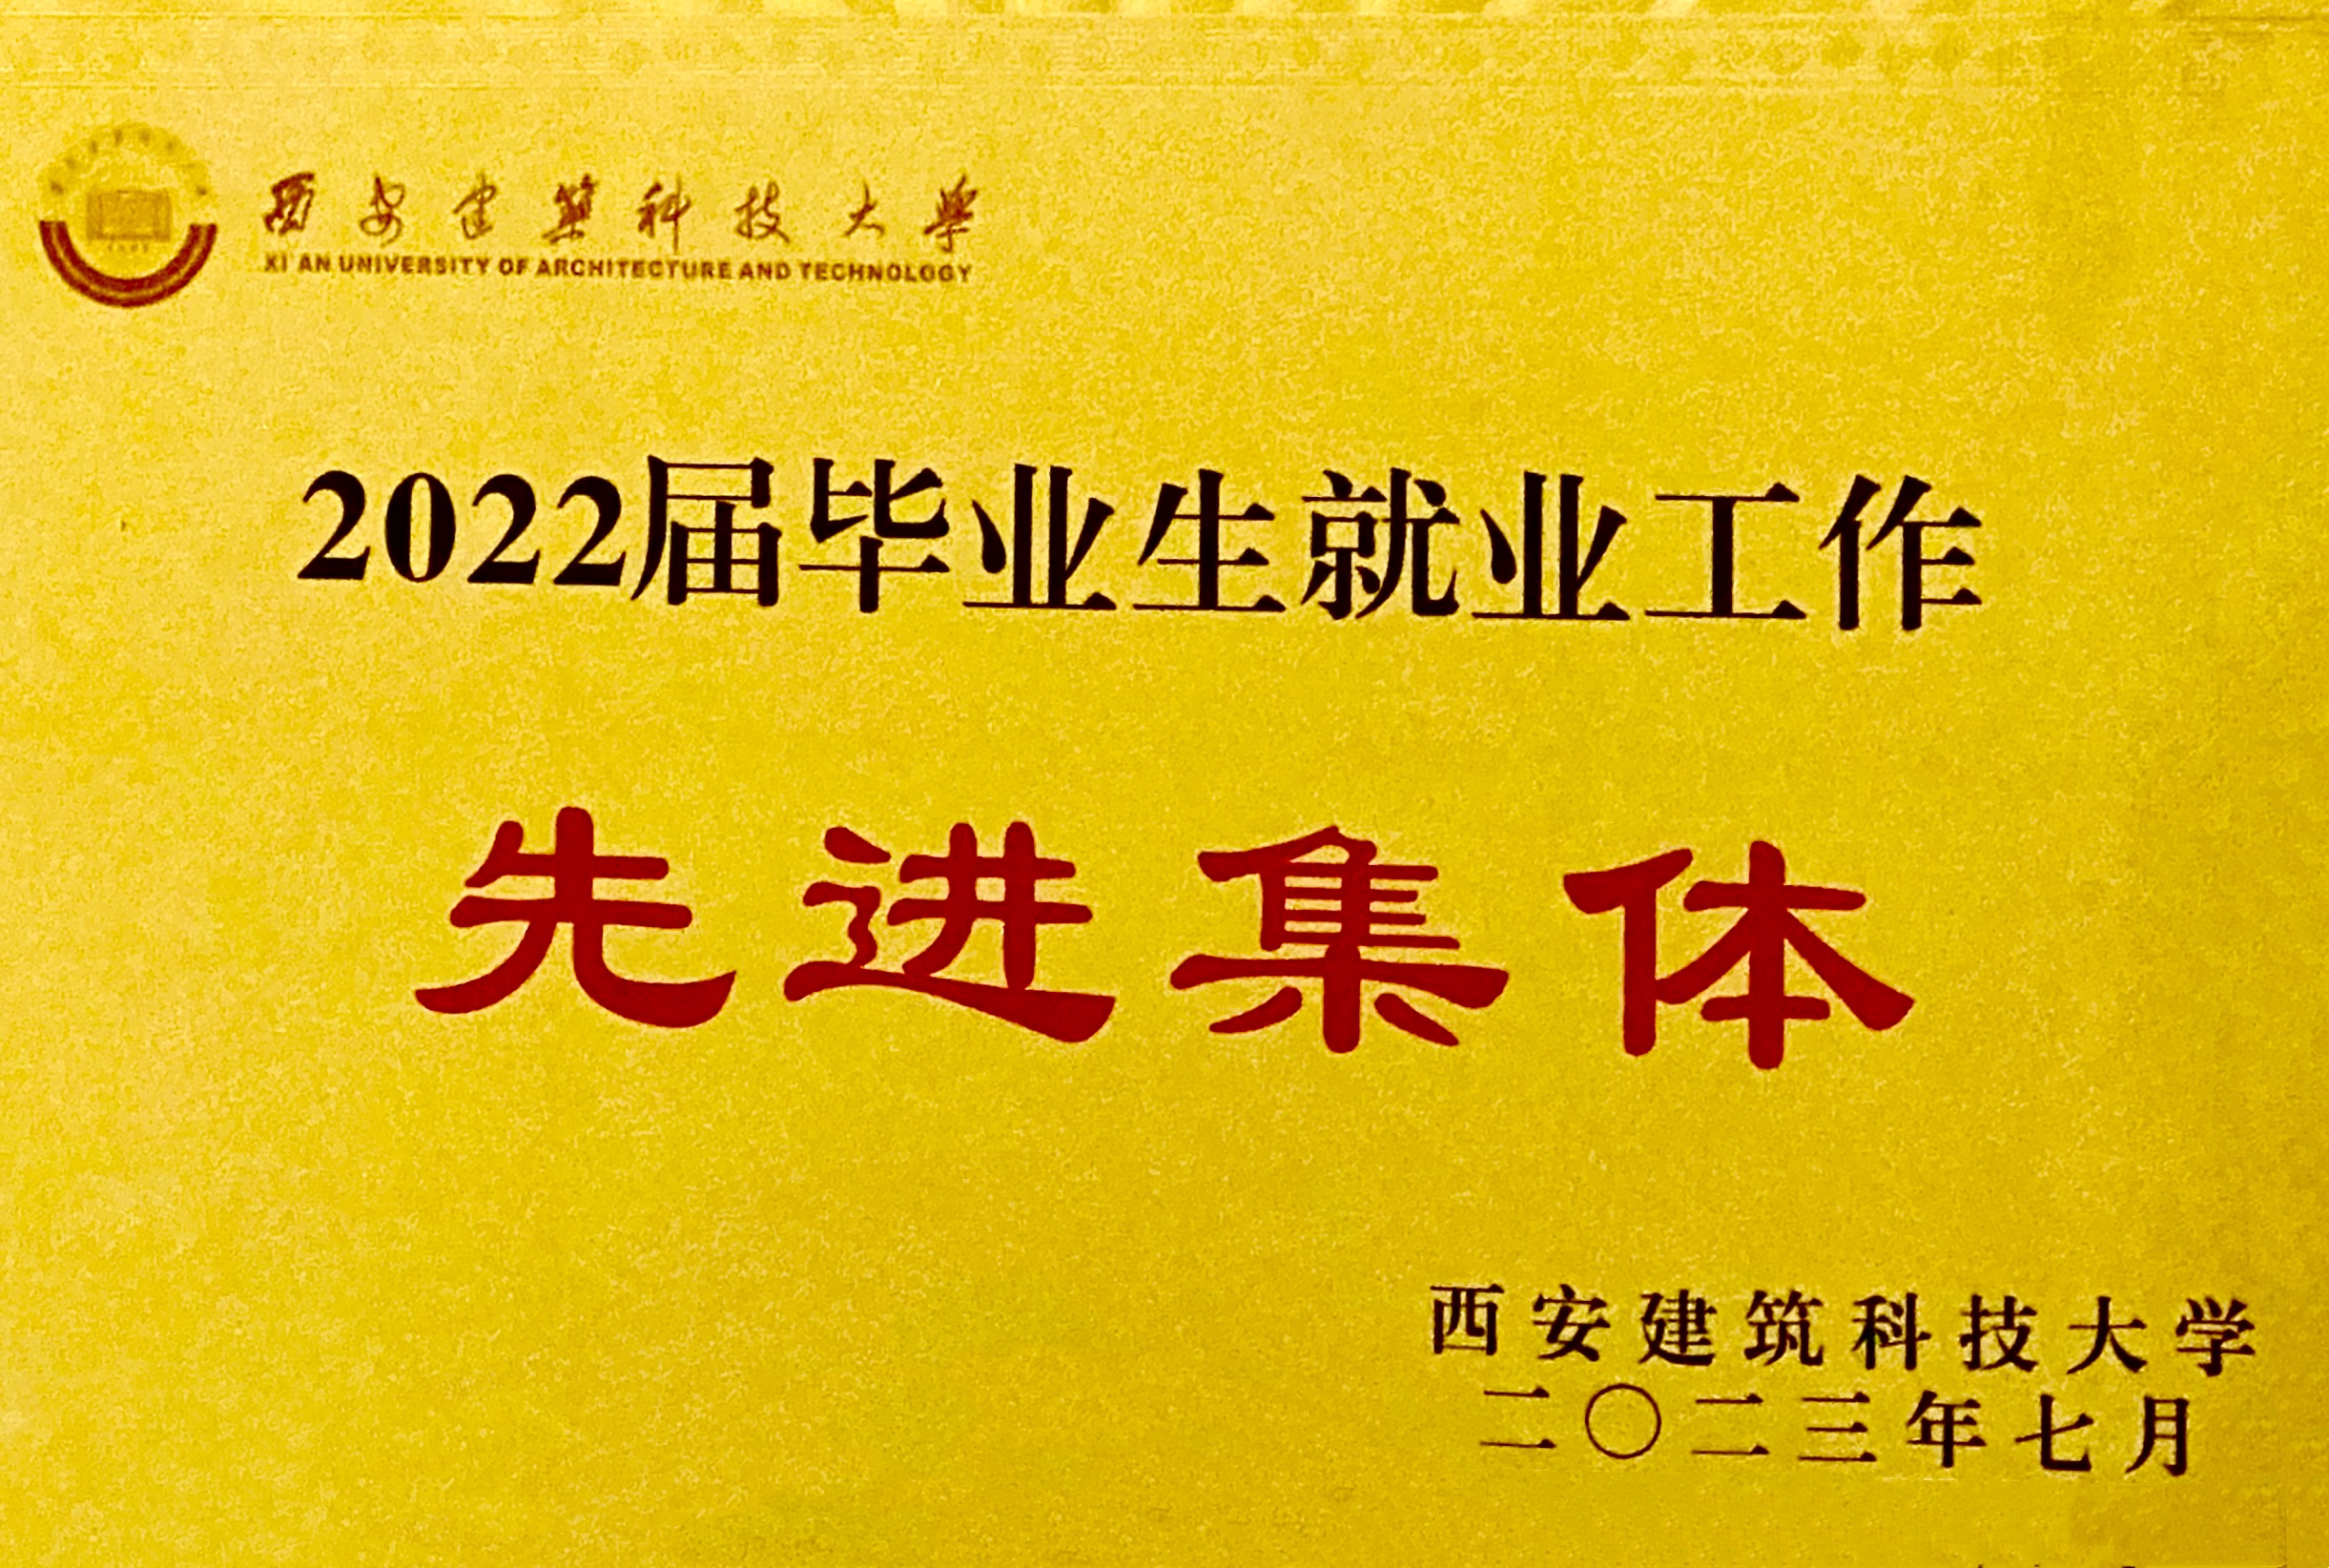 西安建筑科技大学
XI'AN UNIVERSITY OF ARCHITECTURE AND TECHNOLOGY
2022届毕业生就业工作
先进集体
西安建筑科技大学
二〇二三年七月